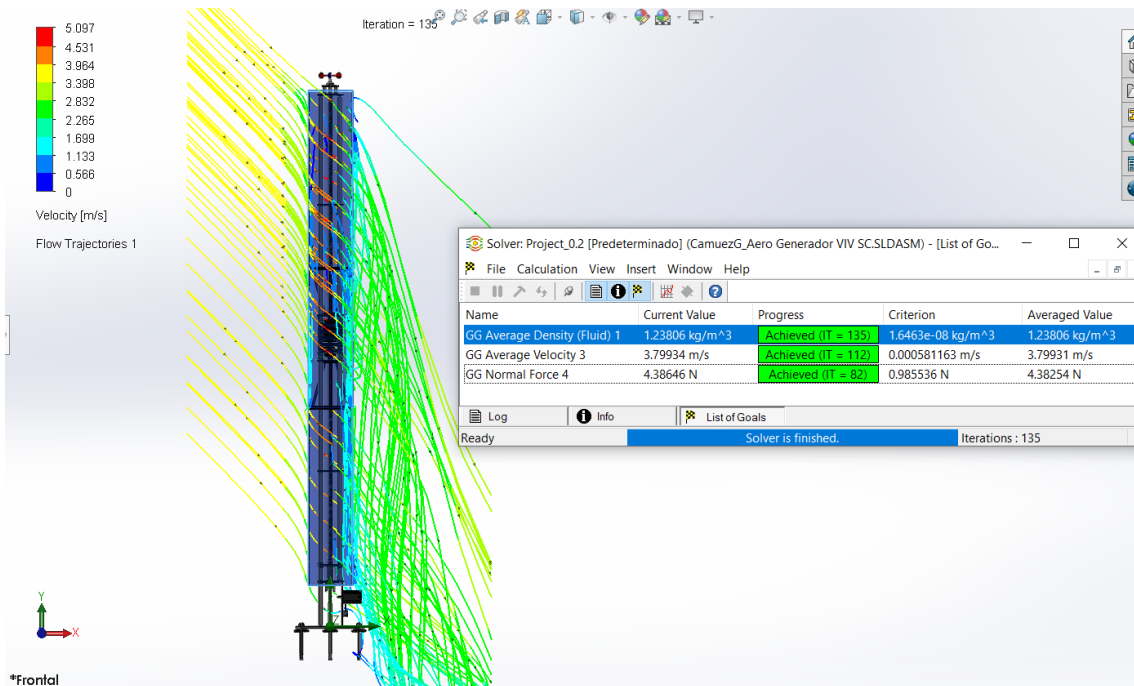 Iteration = 135
5.097
4.531
3.964
3.398
2.832
2.265
1.699
1.133
0.566
0
Velocity [m/s]
Flow Trajectories 1
Solver: Project_0.2 [Predeterminado] (CamuezG_Aero Generador VIV SC.SLDASM) - [List of Go...
File Calculation View Insert Window Help
Name Current Value Progress Criterion Averaged Value
GG Average Density (Fluid) 1 1.23806 kg/m^3 Achieved (IT = 135) 1.6463e-08 kg/m^3 1.23806 kg/m^3
GG Average Velocity 3 3.79934 m/s Achieved (IT = 112) 0.000581163 m/s 3.79931 m/s
GG Normal Force 4 4.38646 N Achieved (IT = 82) 0.985536 N 4.38254 N
Log Info List of Goals
Ready Solver is finished. Iterations : 135
Y
X
*Frontal